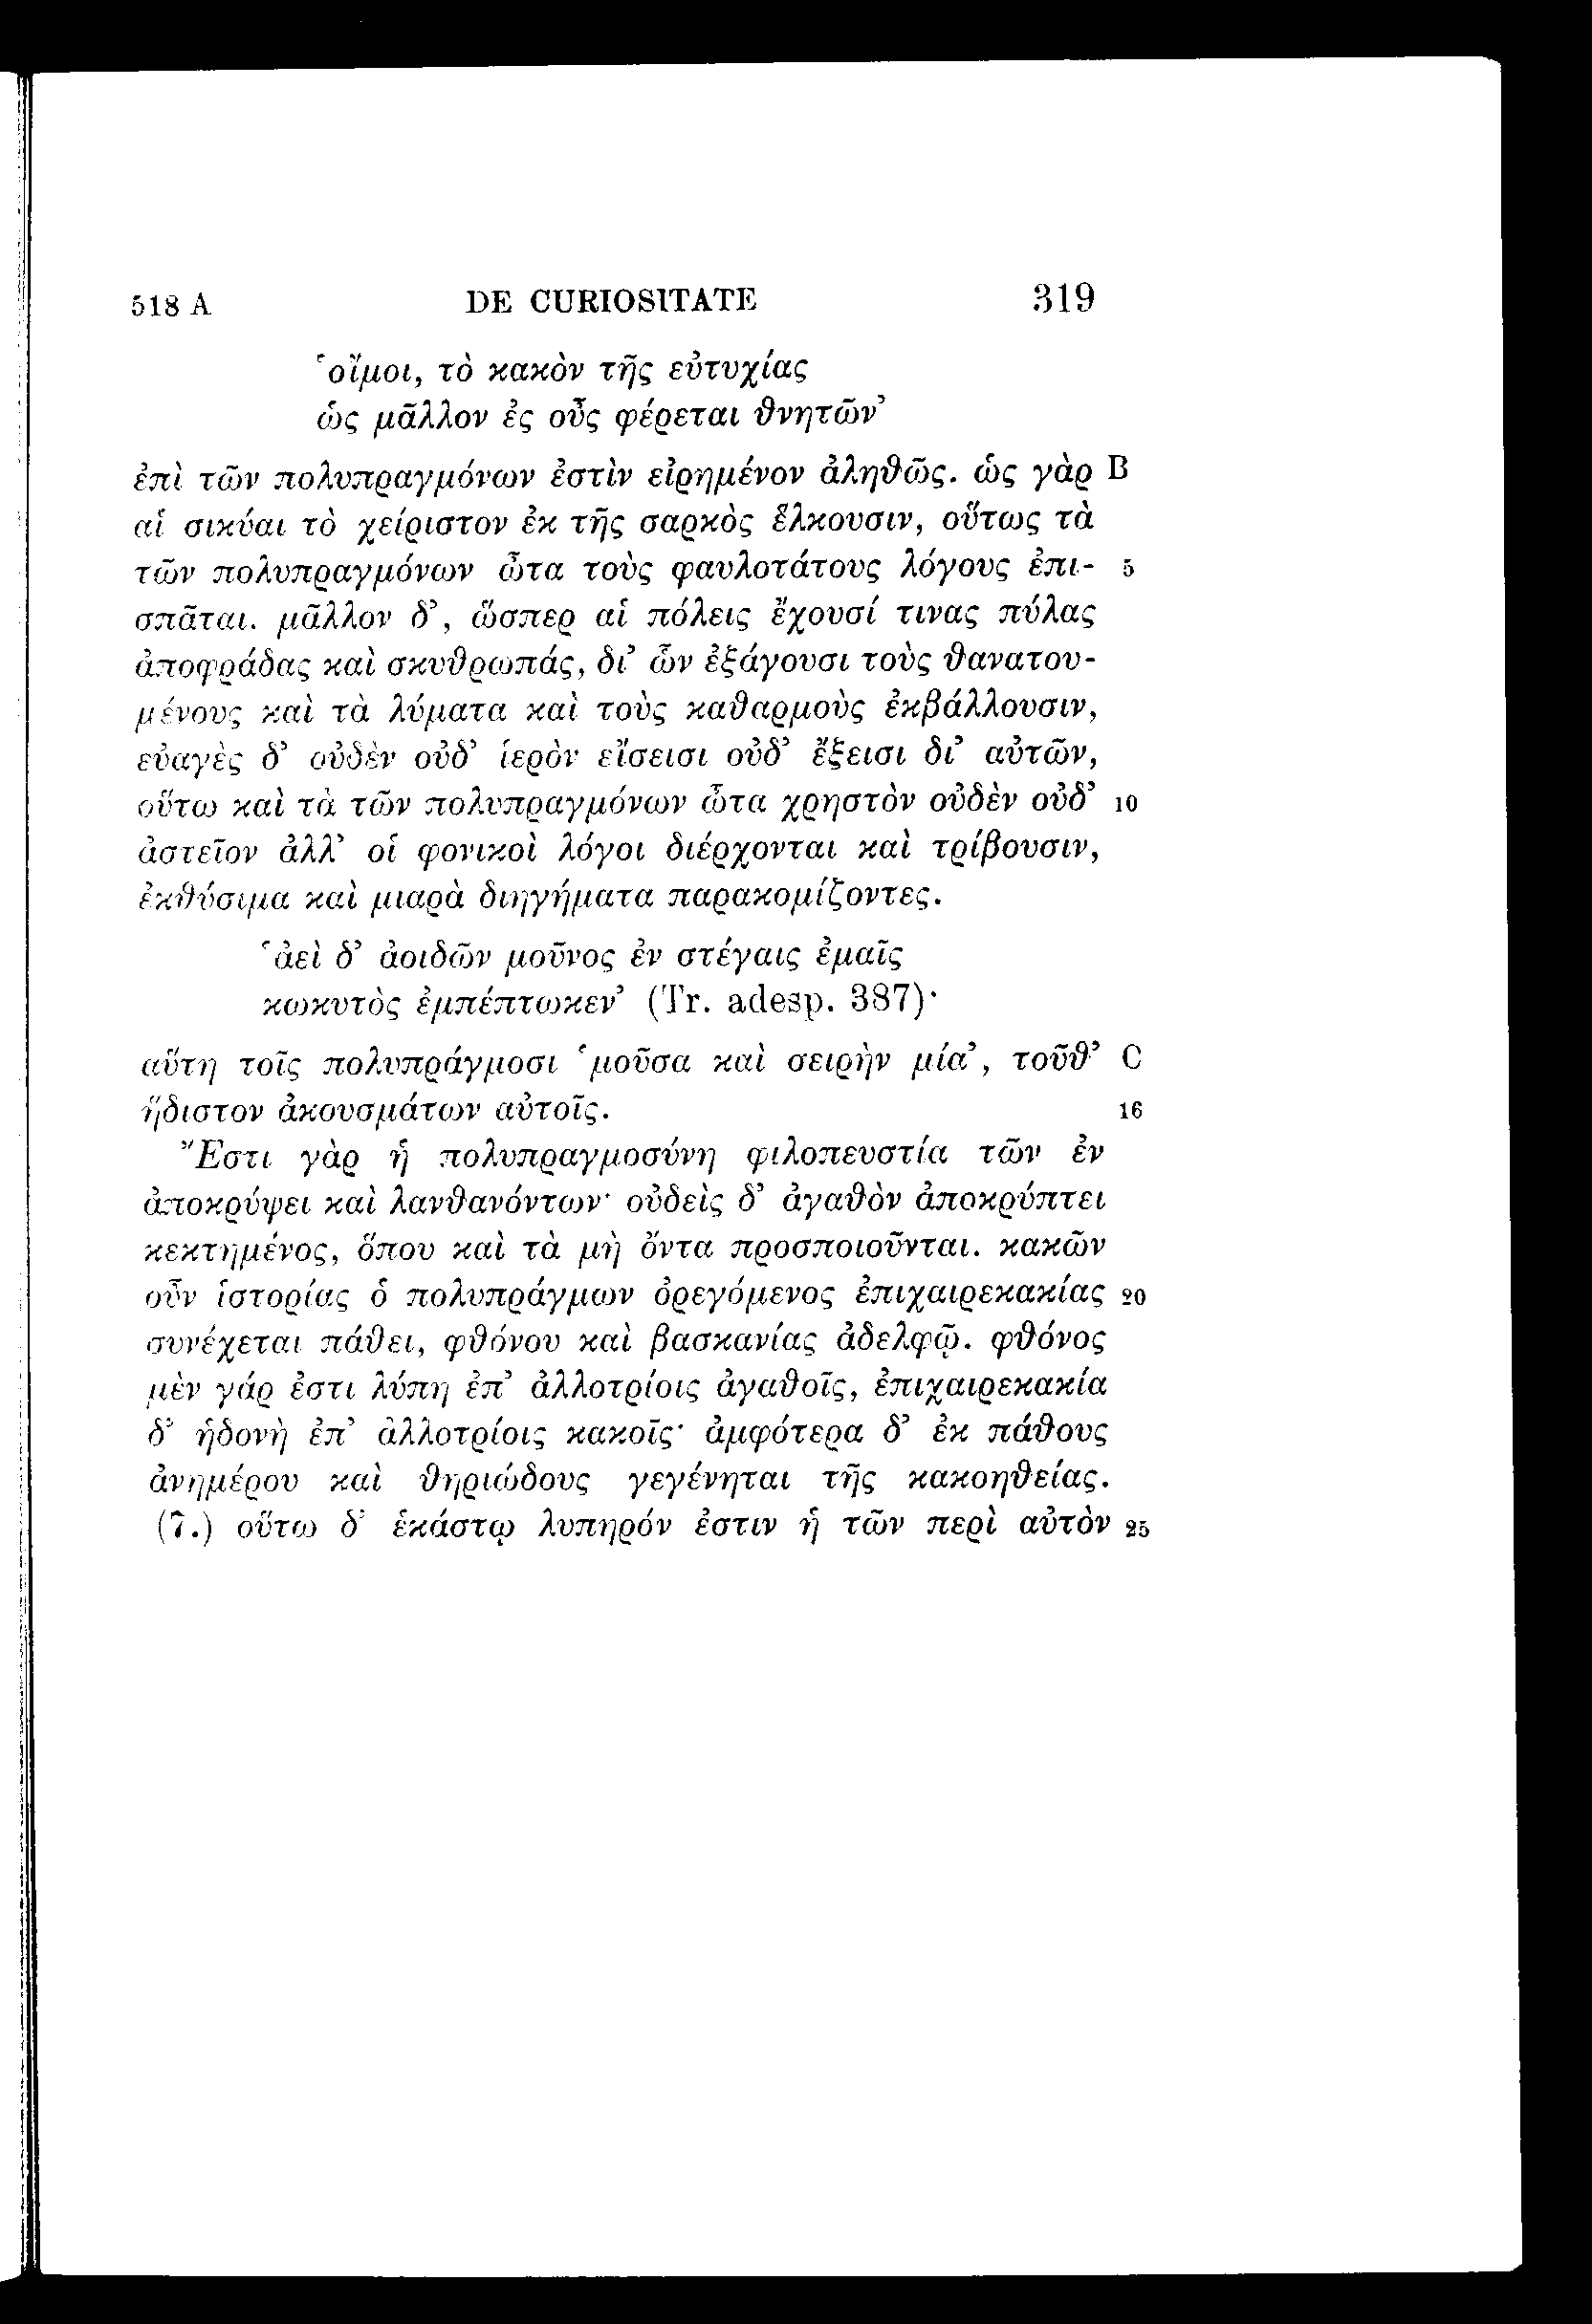 518 A DE CURIOSITATE 319
‘οἴμοι, τὸ κακὸν τῆς εὐτυχίας
ὡς μᾶλλον ἐς οὖς φέρεται θνητῶν’
ἐπὶ τῶν πολυπραγμόνων ἐστὶν εἰρημένον ἀληθῶς. ὡς γὰρ B
αἱ σικύαι τὸ χείριστον ἐκ τῆς σαρκὸς ἕλκουσιν, οὕτως τὰ
τῶν πολυπραγμόνων ὦτα τοὺς φαυλοτάτους λόγους ἐπι- 5
σπᾶται. μᾶλλον δ’, ὥσπερ αἱ πόλεις ἔχουσί τινας πύλας
ἀποφράδας καὶ σκυθρωπάς, δι’ ὧν ἐξάγουσι τοὺς θανατου-
μένους καὶ τὰ λύματα καὶ τοὺς καθαρμοὺς ἐκβάλλουσιν,
εὐαγὲς δ’ οὐδὲν οὐδ’ ἱερὸν εἴσεισι οὐδ’ ἔξεισι δι’ αὐτῶν,
οὕτω καὶ τὰ τῶν πολυπραγμόνων ὦτα χρηστὸν οὐδὲν οὐδ’ 10
ἀστεῖον ἀλλ’ οἱ φονικοὶ λόγοι διέρχονται καὶ τρίβουσιν,
ἐκθύσιμα καὶ μιαρὰ διηγήματα παρακομίζοντες.
‘ἀεὶ δ’ ἀοιδῶν μοῦνος ἐν στέγαις ἐμαῖς
κωκυτὸς ἐμπέπτωκεν’ (Tr. adesp. 387)·
αὕτη τοῖς πολυπράγμοσι ‘μοῦσα καὶ σειρὴν μία’, τοῦθ’ C
ἥδιστον ἀκουσμάτων αὐτοῖς. 16
Ἔστι γὰρ ἡ πολυπραγμοσύνη φιλοπευστία τῶν ἐν
ἀποκρύψει καὶ λανθανόντων· οὐδεὶς δ’ ἀγαθὸν ἀποκρύπτει
κεκτημένος, ὅπου καὶ τὰ μὴ ὄντα προσποιοῦνται. κακῶν
οὖν ἱστορίας ὁ πολυπράγμων ὀρεγόμενος ἐπιχαιρεκακίας 20
συνέχεται πάθει, φθόνου καὶ βασκανίας ἀδελφῷ. φθόνος
μὲν γάρ ἐστι λύπη ἐπ’ ἀλλοτρίοις ἀγαθοῖς, ἐπιχαιρεκακία
δ’ ἡδονὴ ἐπ’ ἀλλοτρίοις κακοῖς· ἀμφότερα δ’ ἐκ πάθους
ἀνημέρου καὶ θηριώδους γεγένηται τῆς κακοηθείας.
(7.) οὕτω δ’ ἑκάστῳ λυπηρόν ἐστιν ἡ τῶν περὶ αὐτὸν 25